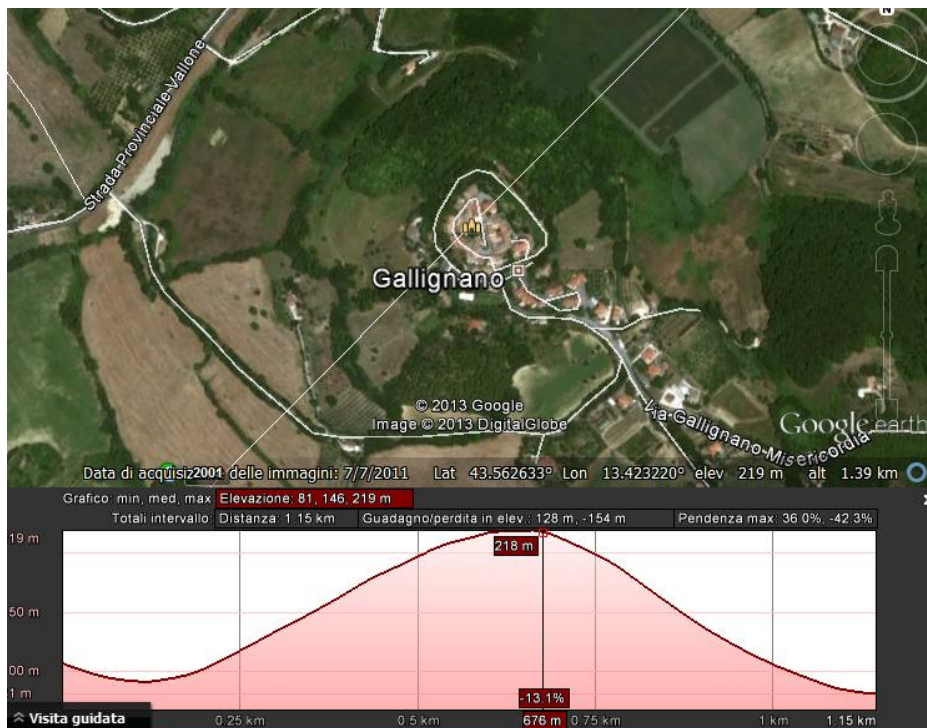 N
Strada Provinciale Vallone
Gallignano
© 2013 Google
Image © 2013 DigitalGlobe
Via Gallignano-Misericordia
Google earth
Data di acquisiz 2001 delle immagini: 7/7/2011 Lat 43.562633° Lon 13.423220° elev 219 m alt 1.39 km
Grafico: min, med, max Elevazione: 81, 146, 219 m
Totali intervallo: Distanza: 1.15 km Guadagno/perdita in elev.: 128 m, -154 m Pendenza max: 36.0%, -42.3%
19 m
218 m
50 m
00 m
1 m
-13.1%
Visita guidata
0.25 km 0.5 km 676 m 0.75 km 1 km 1.15 km